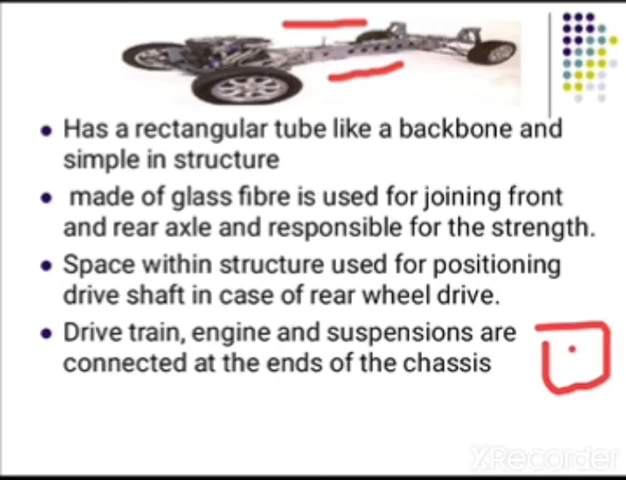 Has a rectangular tube like a backbone and
simple in structure
made of glass fibre is used for joining front
and rear axle and responsible for the strength.
Space within structure used for positioning
drive shaft in case of rear wheel drive.
Drive train, engine and suspensions are
connected at the ends of the chassis
XRecorder